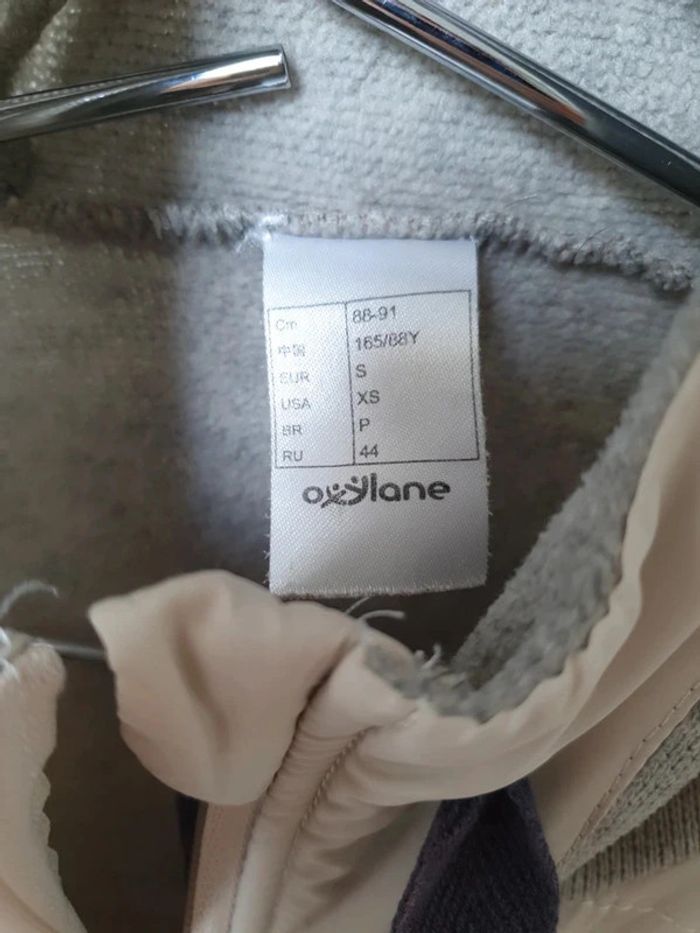 Cm 88-91
中国 165/88Y
EUR S
USA XS
BR P
RU 44
oxylane